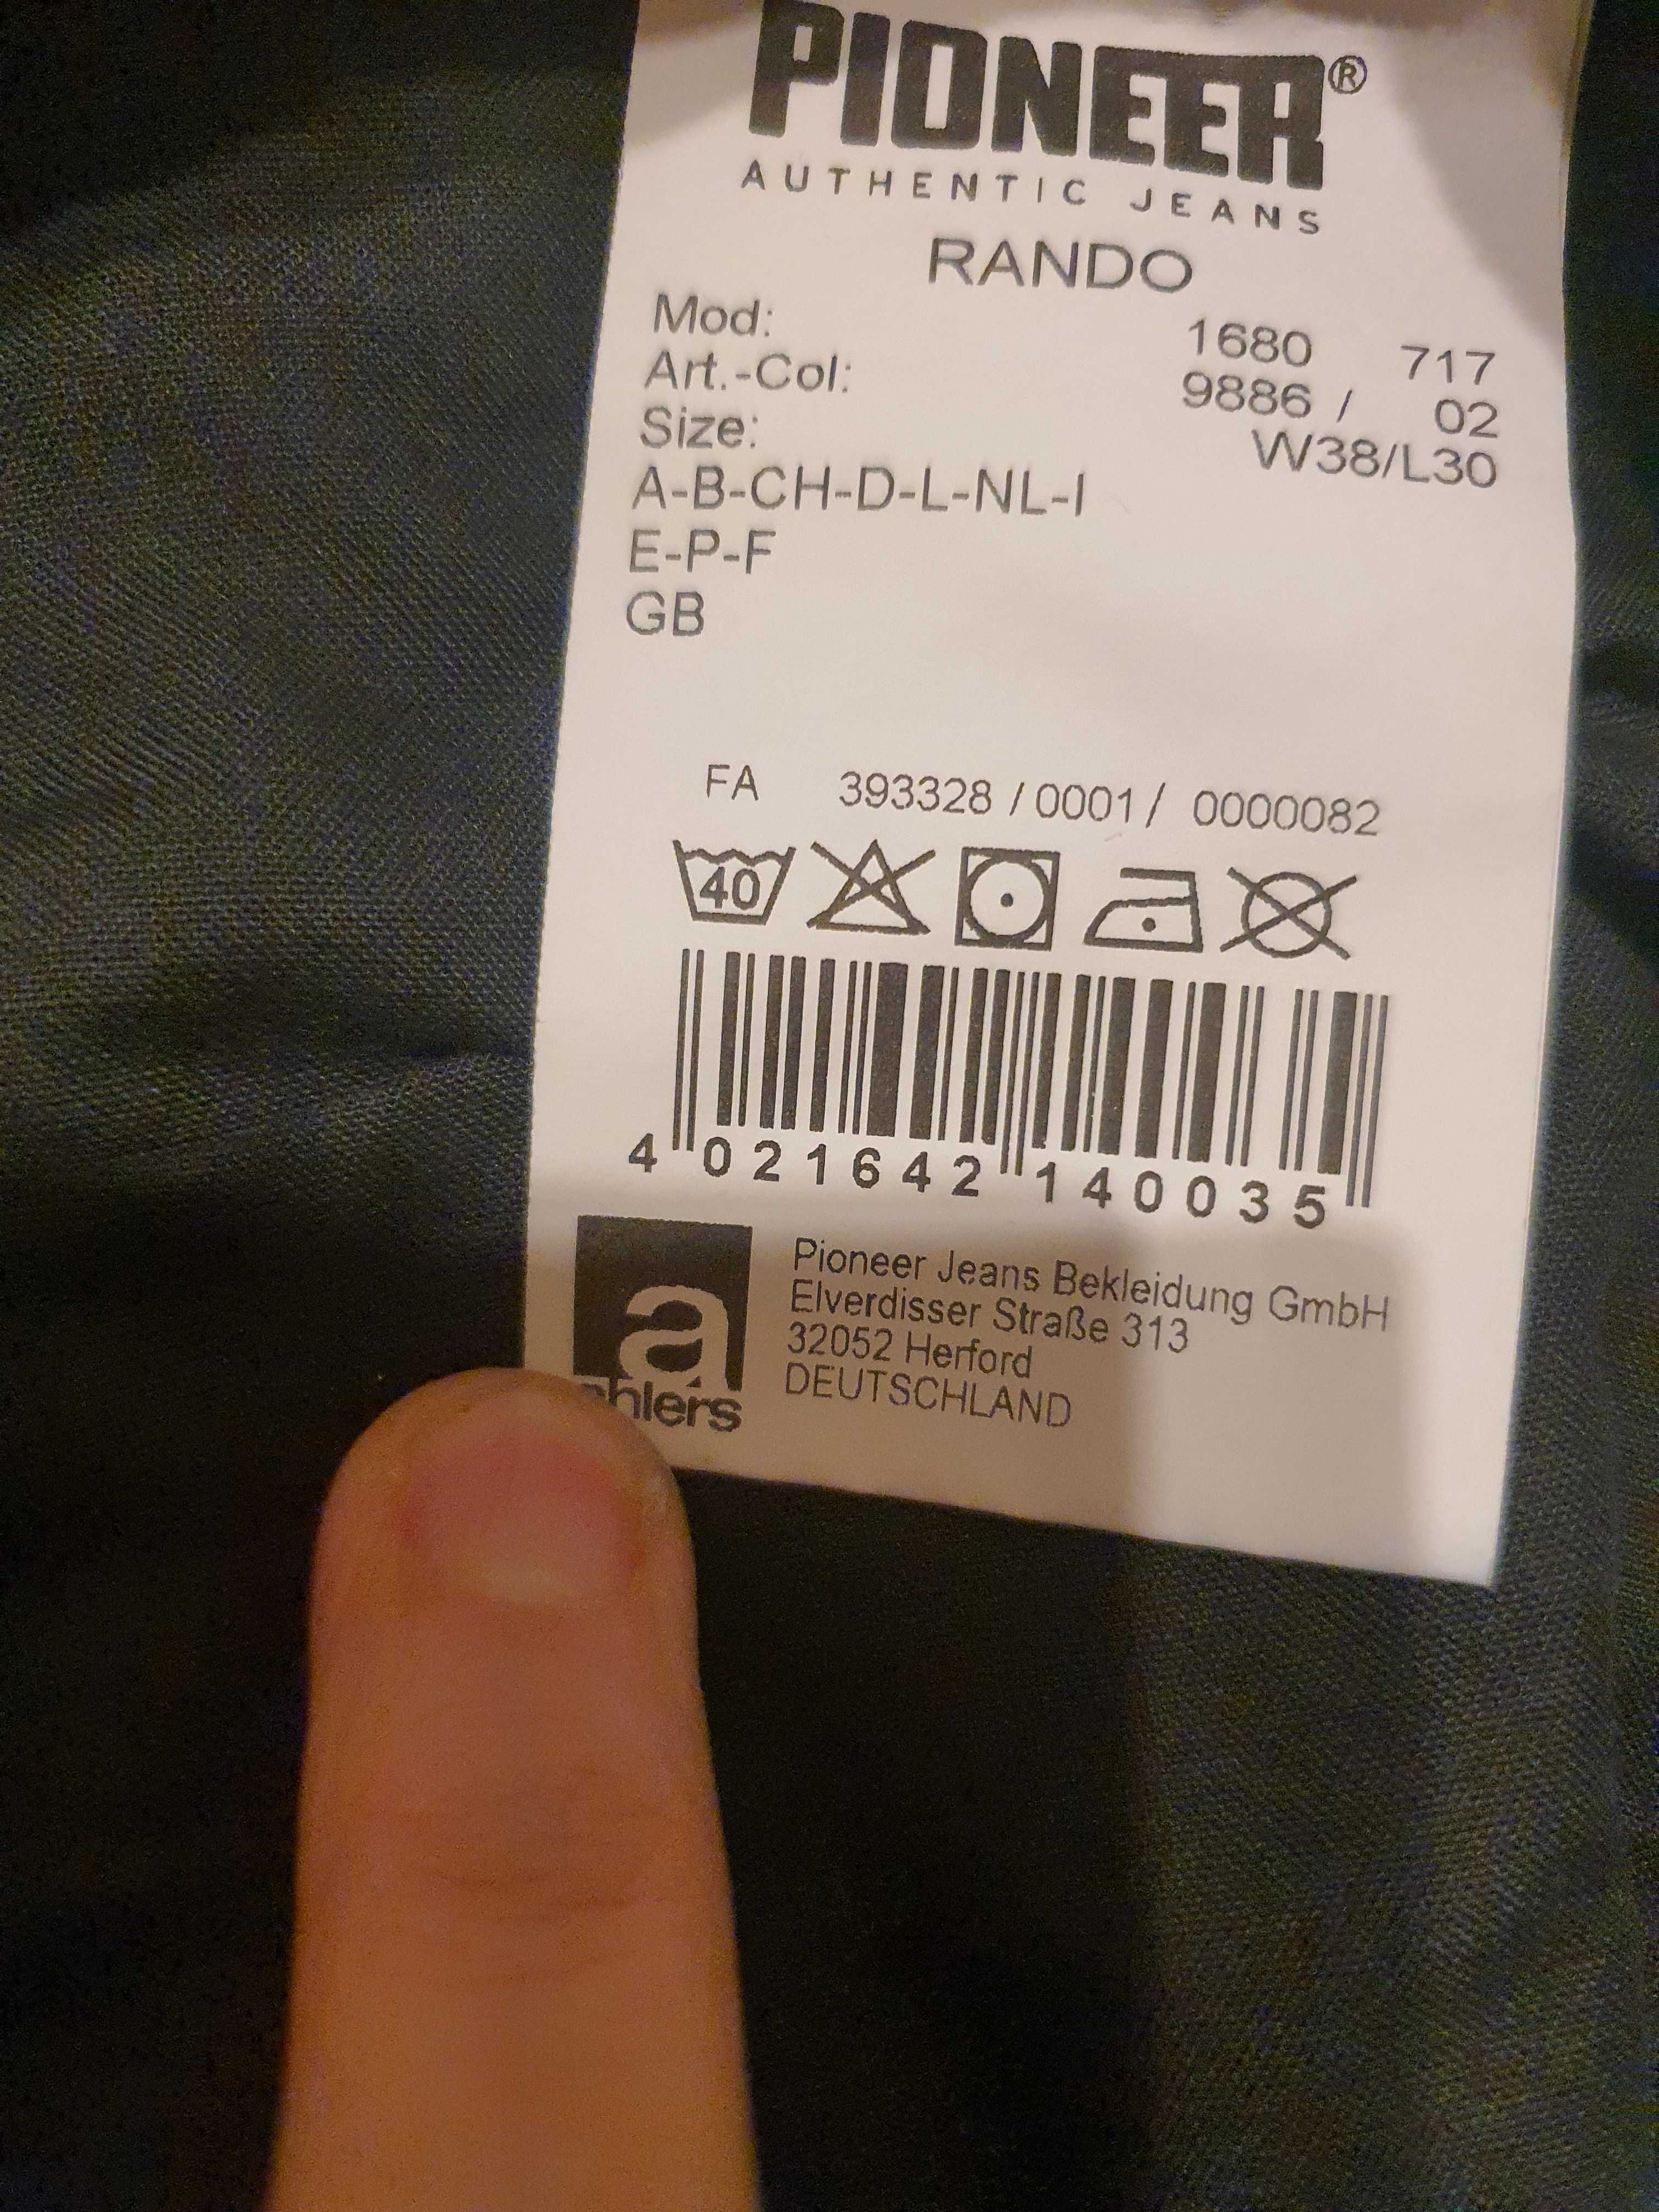 PIONEER®
AUTHENTIC JEANS
RANDO
Mod: 1680 717
Art.-Col: 9886 / 02
Size: W38/L30
A-B-CH-D-L-NL-I
E-P-F
GB
FA 393328 / 0001 / 0000082
40
4 021642 140035
a
ahlers
Pioneer Jeans Bekleidung GmbH
Elverdisser Straße 313
32052 Herford
DEUTSCHLAND